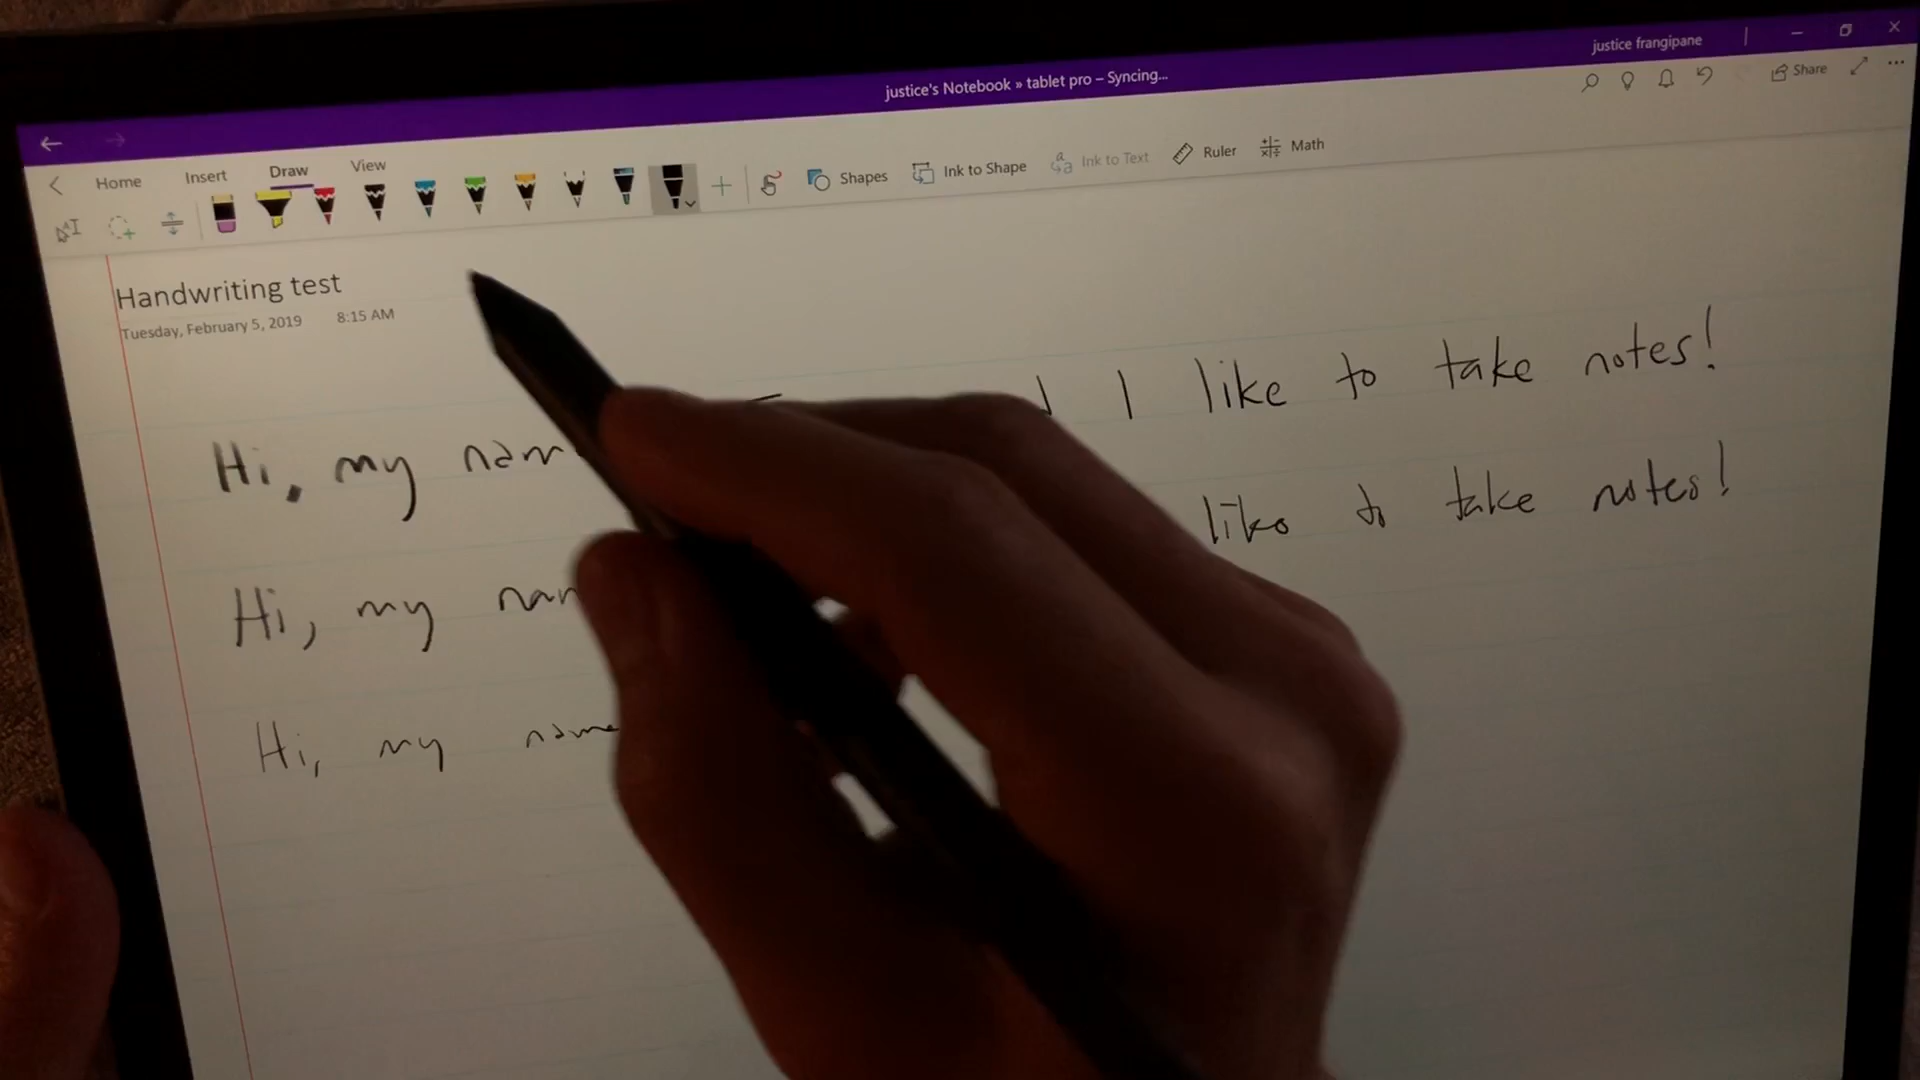 justice frangipane
justice's Notebook » tablet pro – Syncing...
Share
Home Insert Draw View
Shapes Ink to Shape Ink to Text Ruler Math
Handwriting test
Tuesday, February 5, 2019 8:15 AM
Hi, my I like to take notes!
Hi, my like to take notes!
Hi, my name